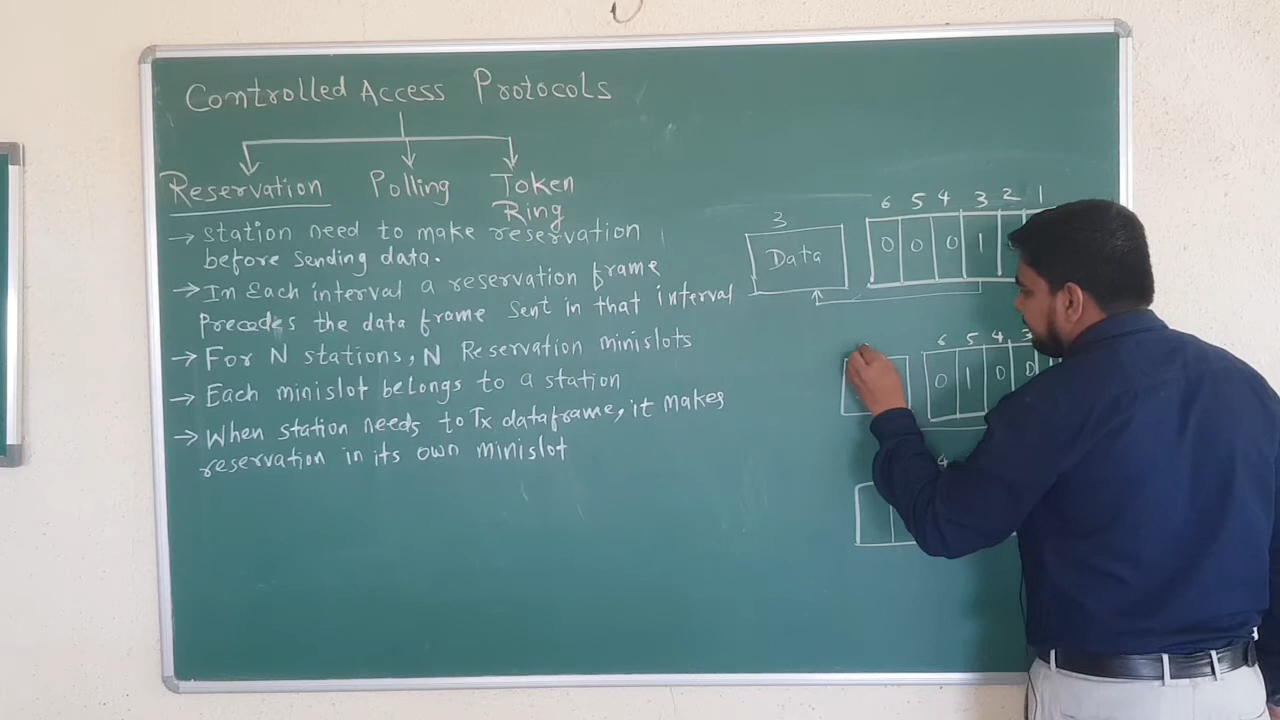 Controlled Access Protocols
Reservation Polling Token Ring
→ station need to make reservation
before sending data.
→ In Each interval a reservation frame
Precedes the data frame sent in that interval
→ For N stations, N Reservation minislots
→ Each minislot belongs to a station
→ When station needs to Tx dataframe, it makes
reservation in its own minislot
3
Data
6 5 4 3 2 1
0 0 0 1
6 5 4 3
0 1 0 0
4